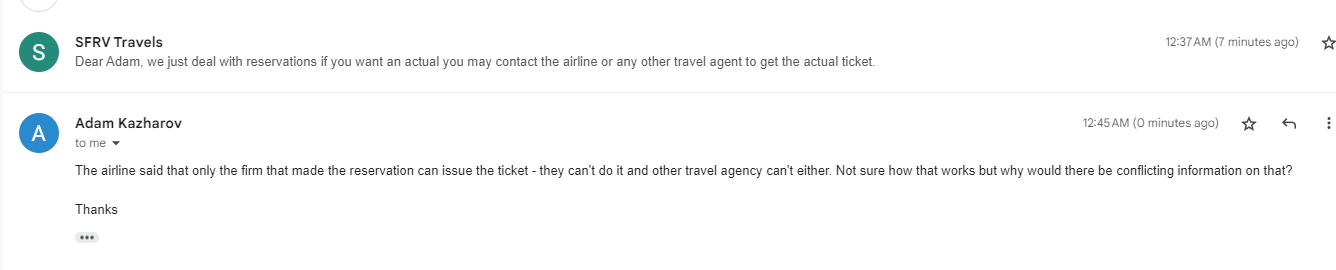 S
SFRV Travels
12:37 AM (7 minutes ago)
Dear Adam, we just deal with reservations if you want an actual you may contact the airline or any other travel agent to get the actual ticket.
A
Adam Kazharov
12:45 AM (0 minutes ago)
to me
The airline said that only the firm that made the reservation can issue the ticket - they can't do it and other travel agency can't either. Not sure how that works but why would there be conflicting information on that?
Thanks